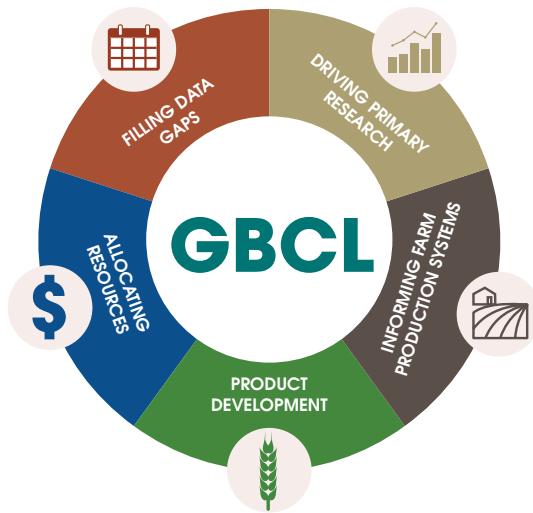 FILLING DATA
GAPS
DRIVING PRIMARY
RESEARCH
GBCL
ALLOCATING
RESOURCES
$
INFORMING FARM
PRODUCTION SYSTEMS
PRODUCT
DEVELOPMENT